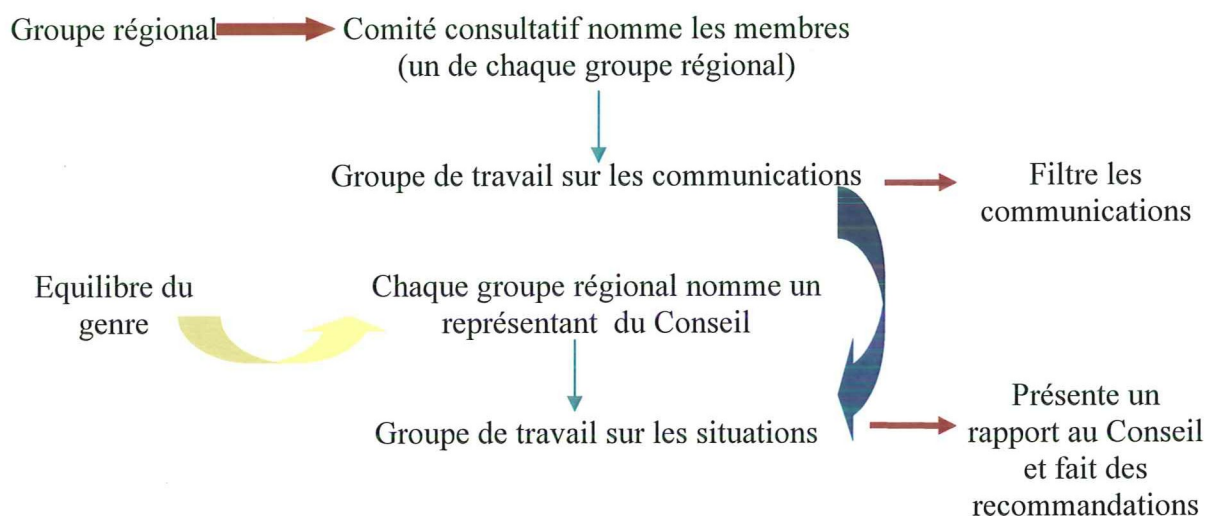 Groupe régional
Comité consultatif nomme les membres
(un de chaque groupe régional)
Groupe de travail sur les communications
Filtre les
communications
Equilibre du
genre
Chaque groupe régional nomme un
représentant du Conseil
Groupe de travail sur les situations
Présente un
rapport au Conseil
et fait des
recommandations